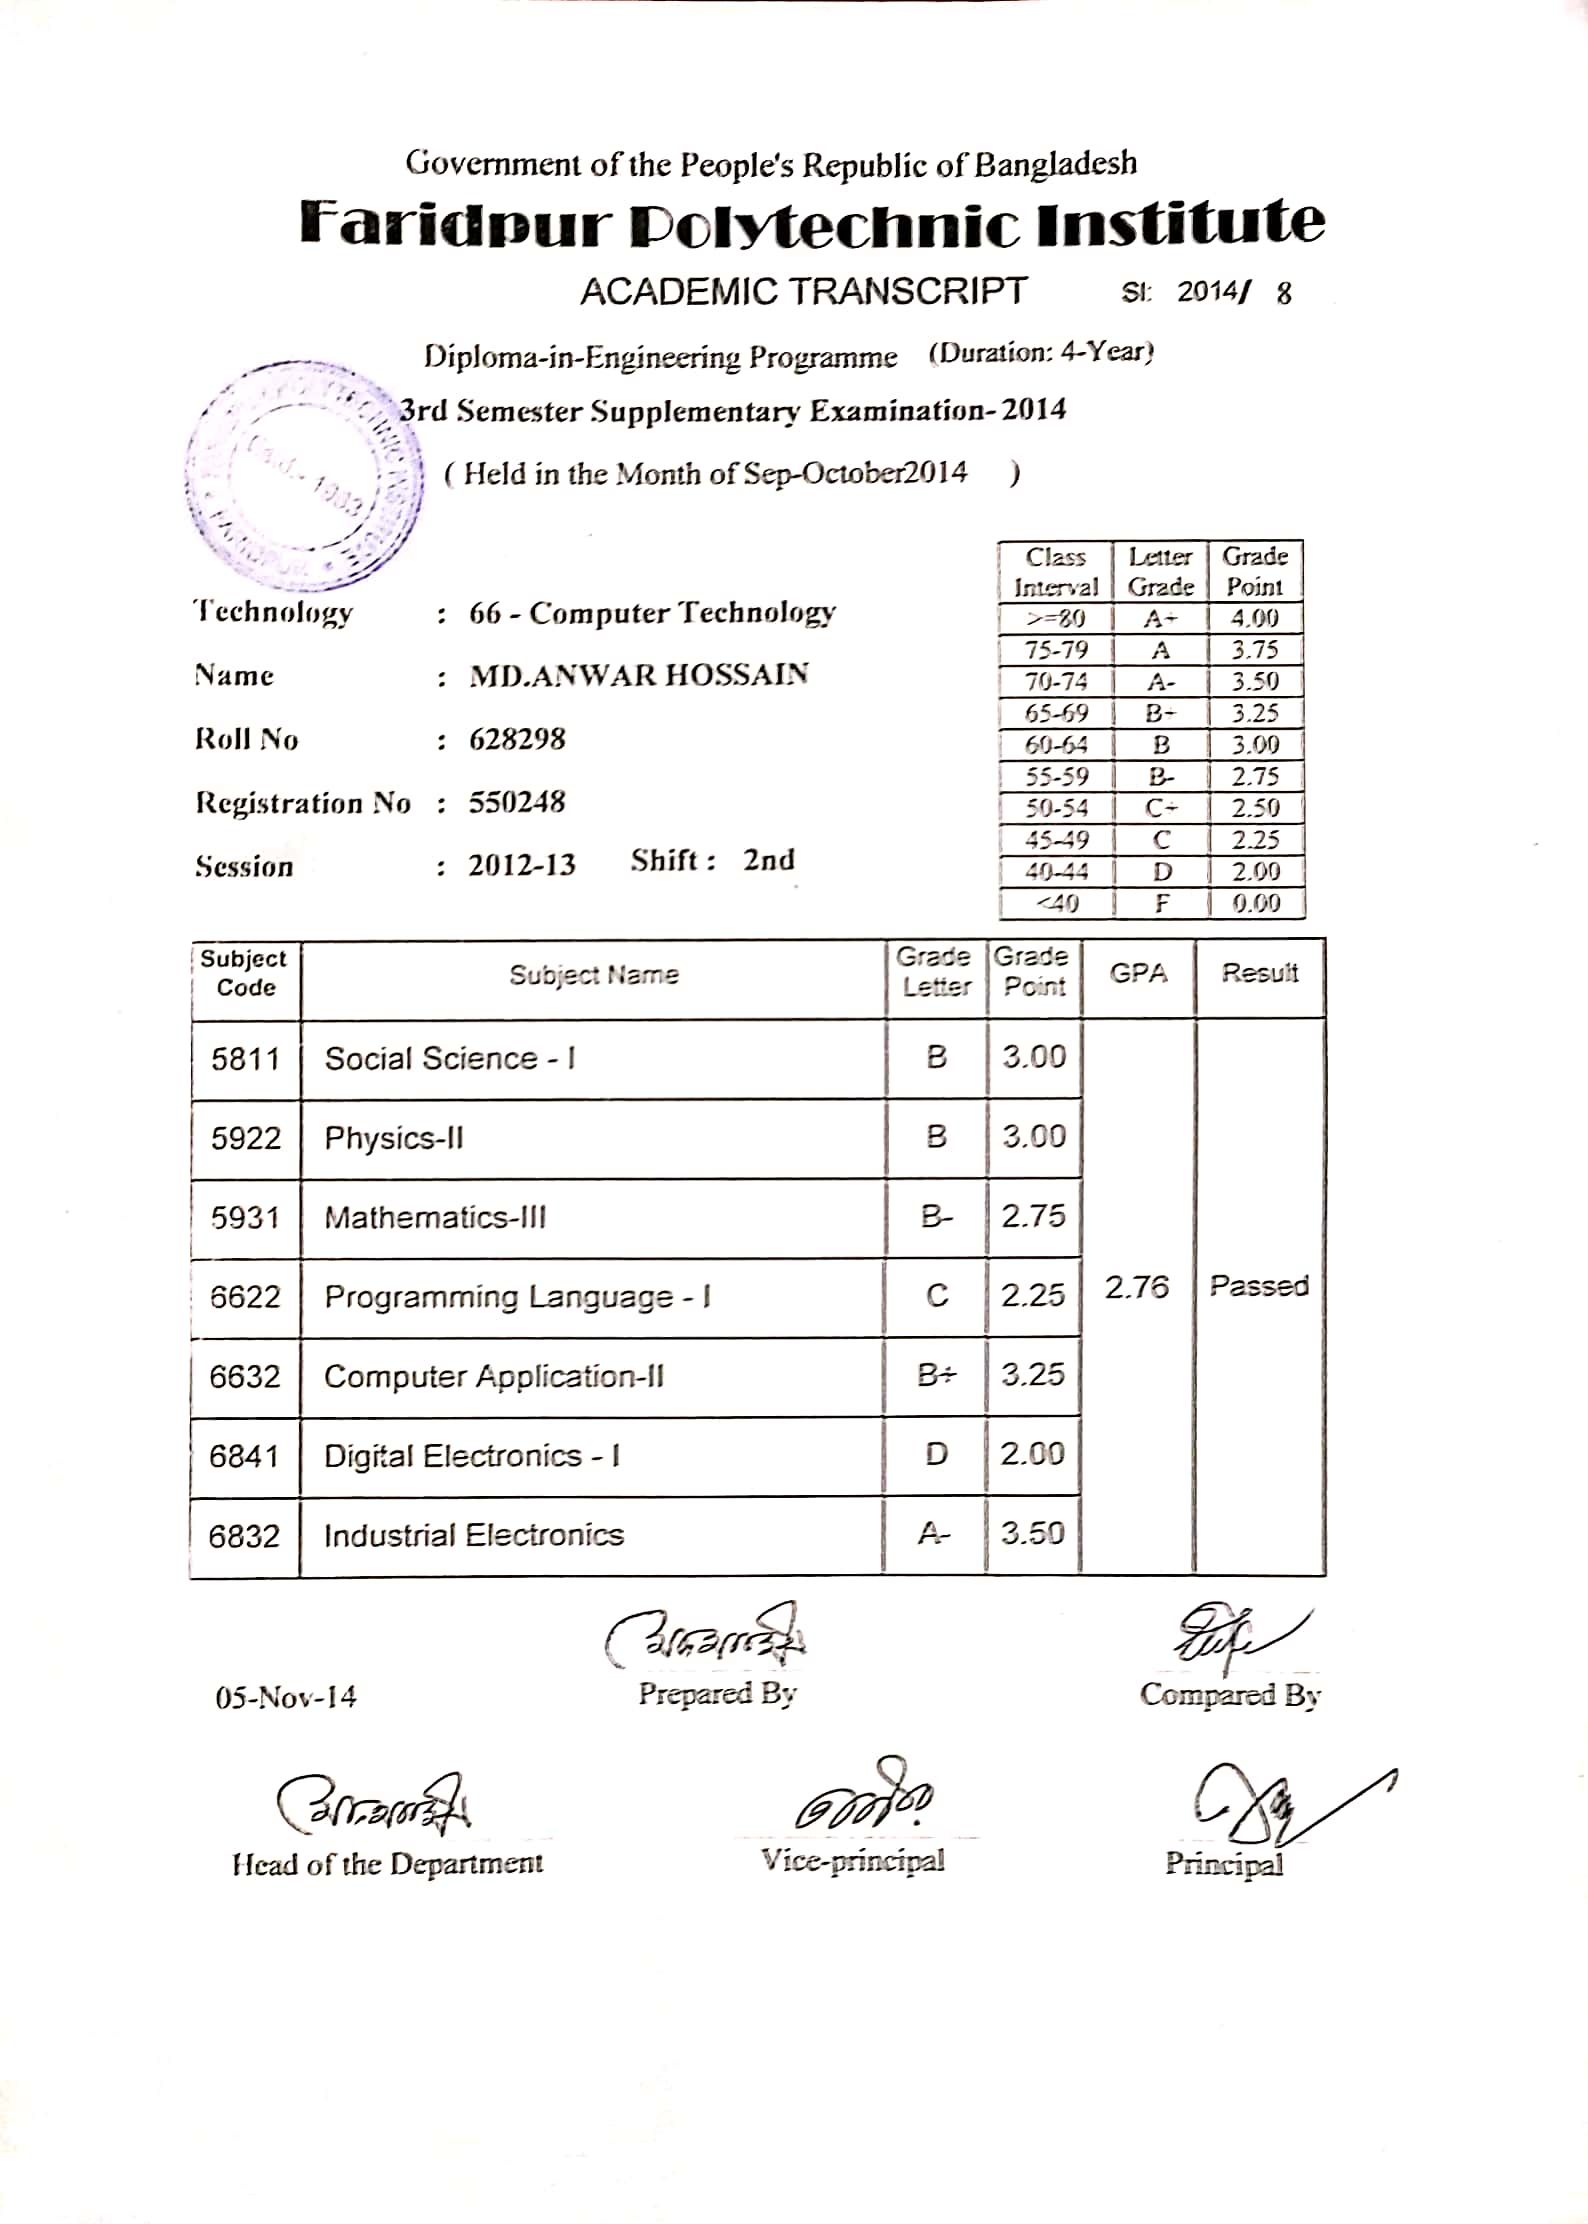 Government of the People's Republic of Bangladesh
Faridpur Polytechnic Institute
ACADEMIC TRANSCRIPT SI: 2014/ 8
Diploma-in-Engineering Programme (Duration: 4-Year)
3rd Semester Supplementary Examination-2014
( Held in the Month of Sep-October2014 )
POLYTECHNIC INSTITUTE
FARIDPUR
Technology : 66 - Computer Technology
Name : MD.ANWAR HOSSAIN
Roll No : 628298
Registration No : 550248
Session : 2012-13 Shift : 2nd
Class Interval Letter Grade Grade Point
>=80 A+ 4.00
75-79 A 3.75
70-74 A- 3.50
65-69 B+ 3.25
60-64 B 3.00
55-59 B- 2.75
50-54 C+ 2.50
45-49 C 2.25
40-44 D 2.00
<40 F 0.00
Subject Code Subject Name Grade Letter Grade Point GPA Result
5811 Social Science - I B 3.00
5922 Physics-II B 3.00
5931 Mathematics-III B- 2.75
6622 Programming Language - I C 2.25 2.76 Passed
6632 Computer Application-II B+ 3.25
6841 Digital Electronics - I D 2.00
6832 Industrial Electronics A- 3.50
05-Nov-14 Prepared By Compared By
Head of the Department Vice-principal Principal